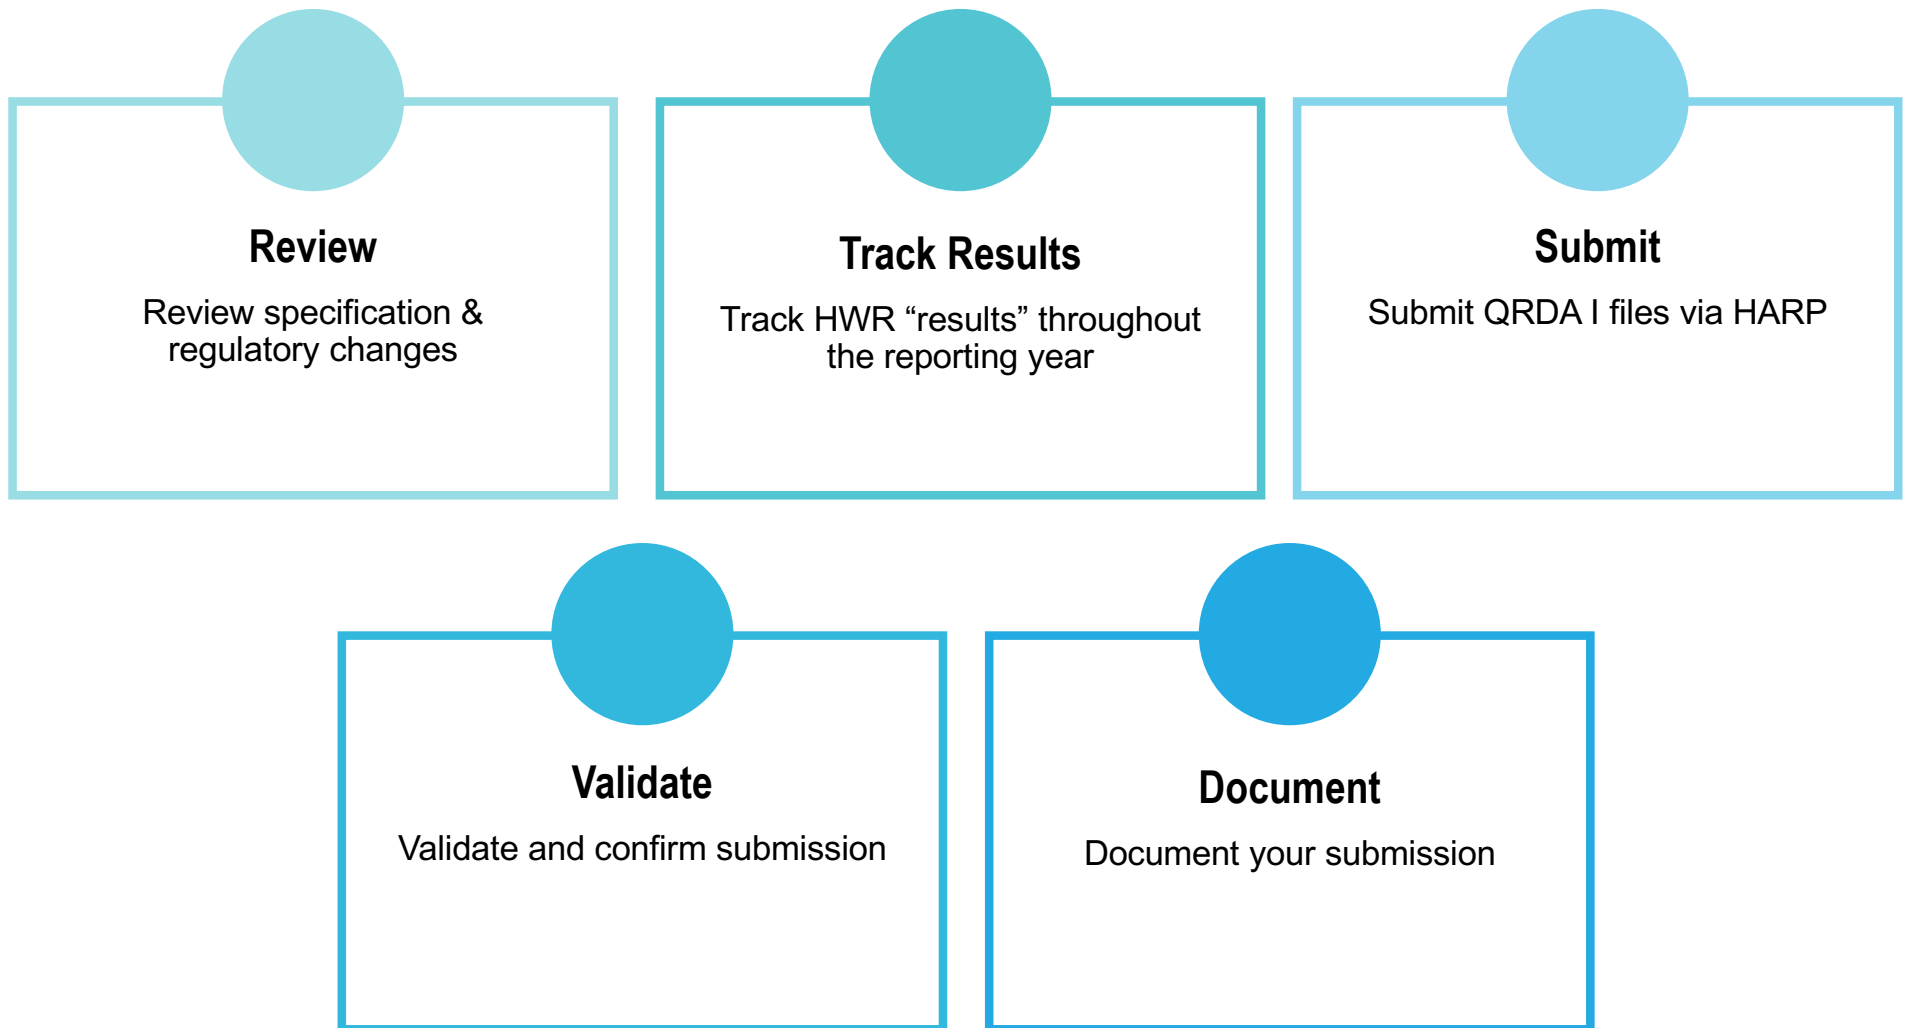 Review
Review specification &
regulatory changes
Track Results
Track HWR “results” throughout
the reporting year
Submit
Submit QRDA I files via HARP
Validate
Validate and confirm submission
Document
Document your submission